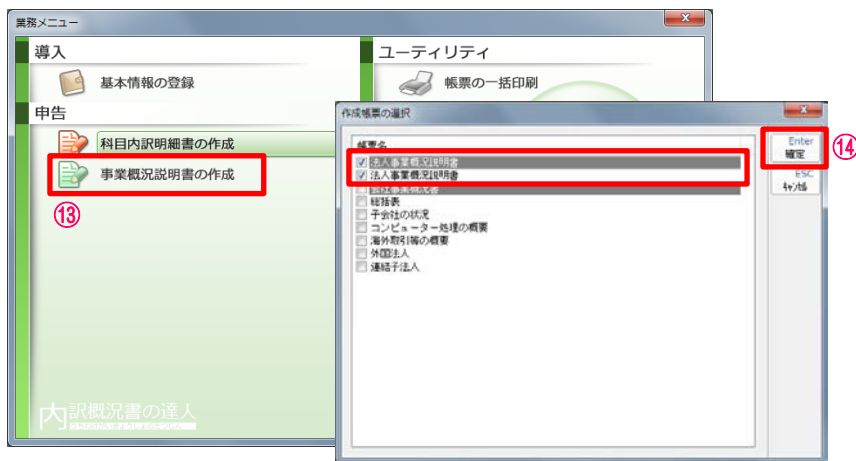 業務メニュー
導入
基本情報の登録
申告
科目内訳明細書の作成
事業概況説明書の作成
⑬
内訳概況書の達人
ユーティリティ
帳票の一括印刷
作成帳票の選択
帳票名
法人事業概況説明書
法人事業概況説明書
会社事業概況書
総括表
子会社の状況
コンピューター処理の概要
海外取引等の概要
外国法人
連結子法人
Enter
確定
⑭
ESC
キャンセル